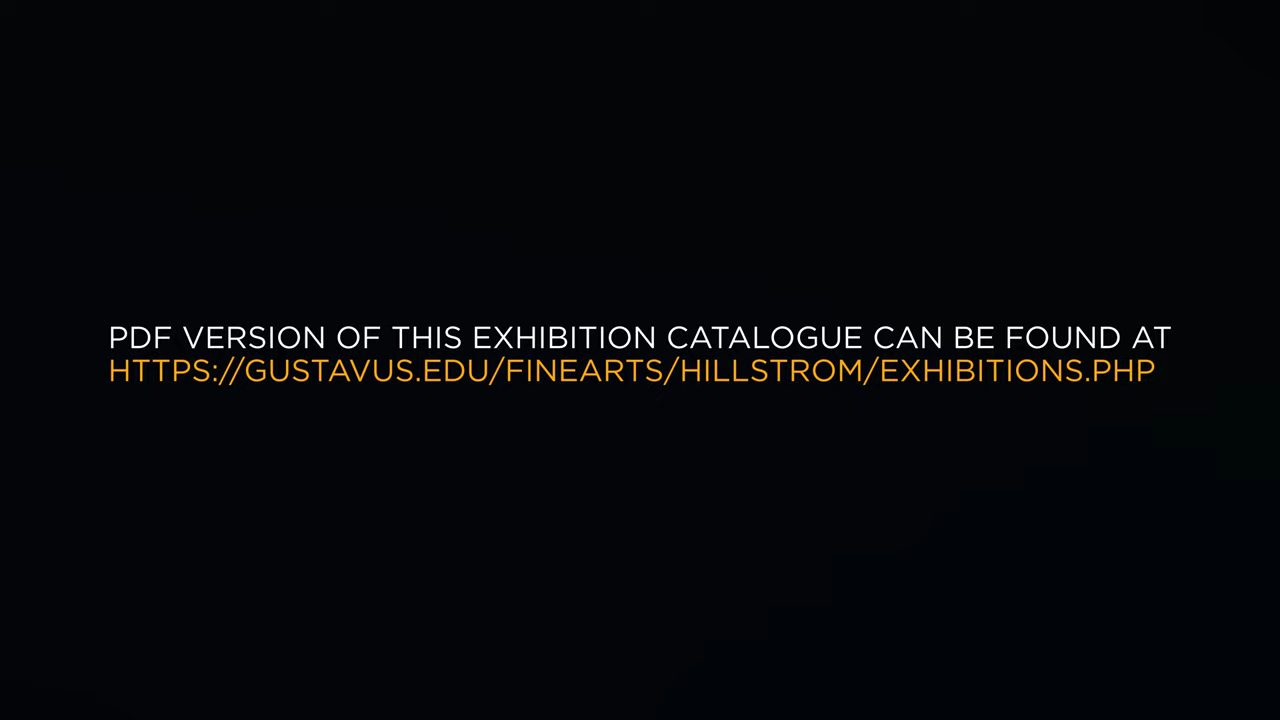 PDF VERSION OF THIS EXHIBITION CATALOGUE CAN BE FOUND AT
HTTPS://GUSTAVUS.EDU/FINEARTS/HILLSTROM/EXHIBITIONS.PHP